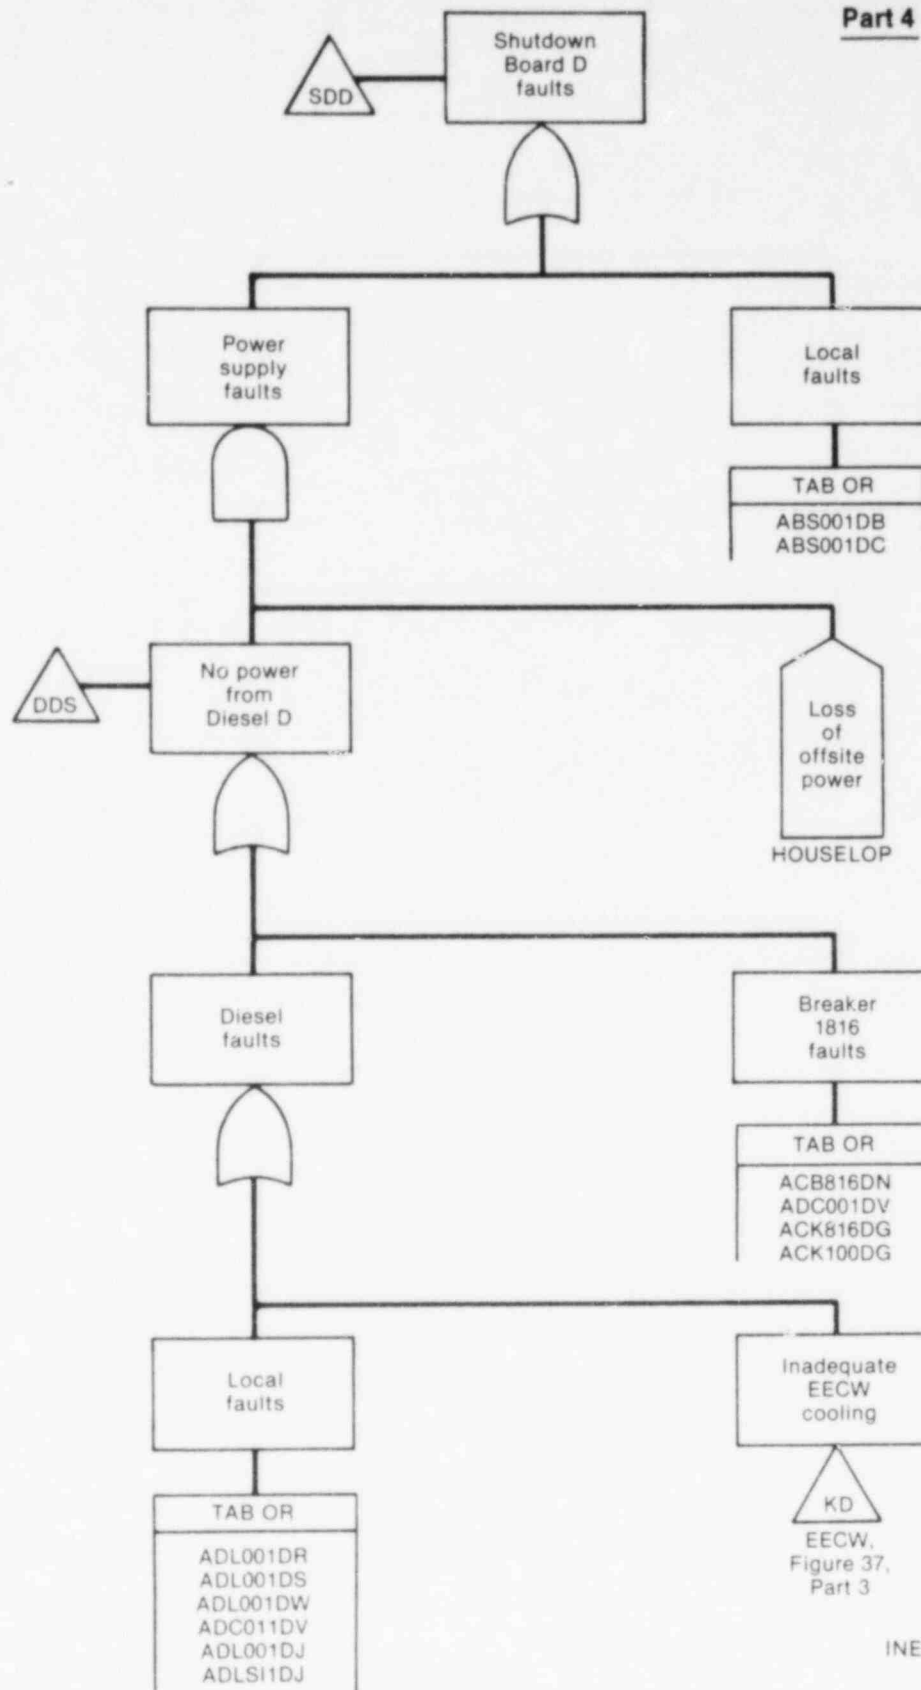 Part 4
Shutdown
Board D
faults
SDD
Power
supply
faults
Local
faults
TAB OR
ABS001DB
ABS001DC
No power
from
Diesel D
DDS
Loss
of
offsite
power
HOUSELOP
Diesel
faults
Breaker
1816
faults
TAB OR
ACB816DN
ADC001DV
ACK816DG
ACK100DG
Local
faults
Inadequate
EECW
cooling
TAB OR
ADL001DR
ADL001DS
ADL001DW
ADC011DV
ADL001DJ
ADLSI1DJ
KD
EECW,
Figure 37,
Part 3
INE